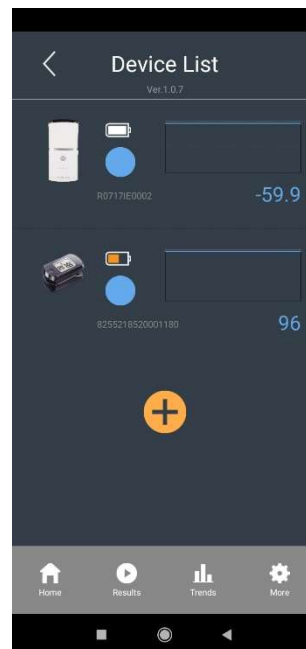 Device List
Ver.1.0.7
R0717IE0002
-59.9
8255218520001180
96
Home
Results
Trends
More